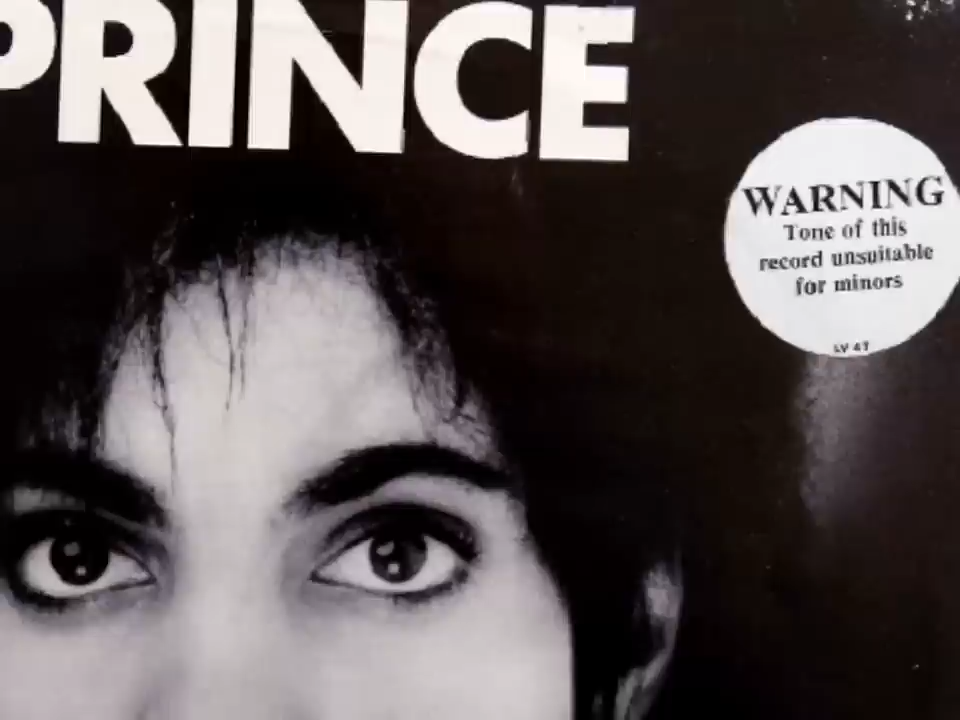 PRINCE
WARNING
Tone of this
record unsuitable
for minors
LV 47